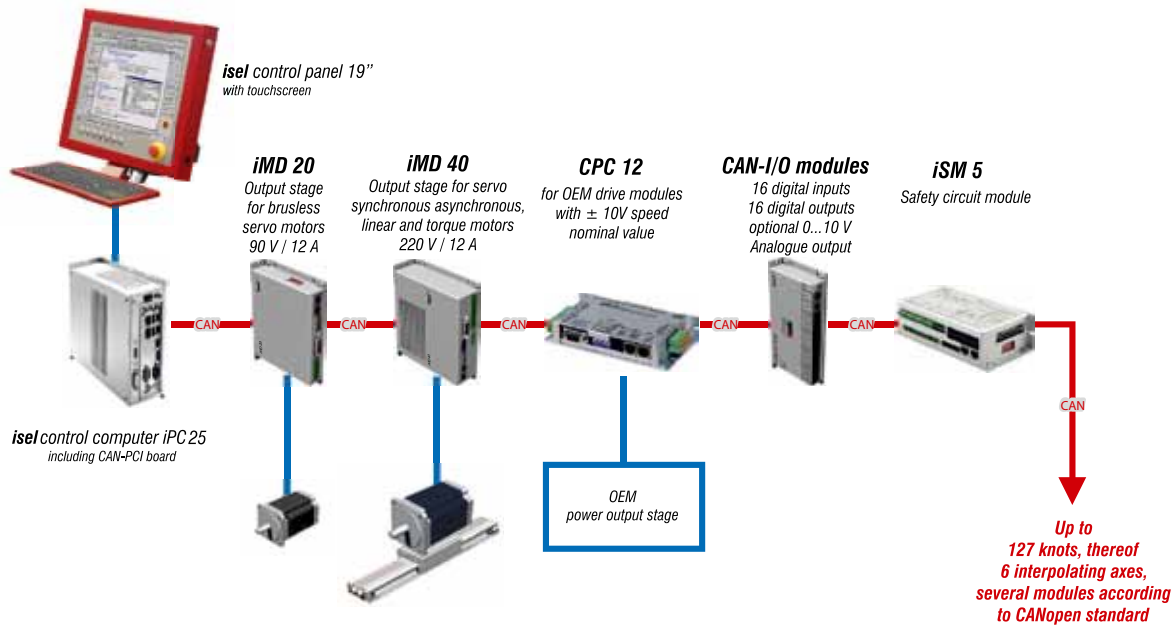 isel control panel 19”
with touchscreen
iMD 20
Output stage
for brusless
servo motors
90 V / 12 A
iMD 40
Output stage for servo
synchronous asynchronous,
linear and torque motors
220 V / 12 A
CPC 12
for OEM drive modules
with ± 10V speed
nominal value
CAN-I/O modules
16 digital inputs
16 digital outputs
optional 0...10 V
Analogue output
iSM 5
Safety circuit module
CAN
CAN
CAN
CAN
CAN
CAN
isel control computer iPC 25
including CAN-PCI board
OEM
power output stage
Up to
127 knots, thereof
6 interpolating axes,
several modules according
to CANopen standard